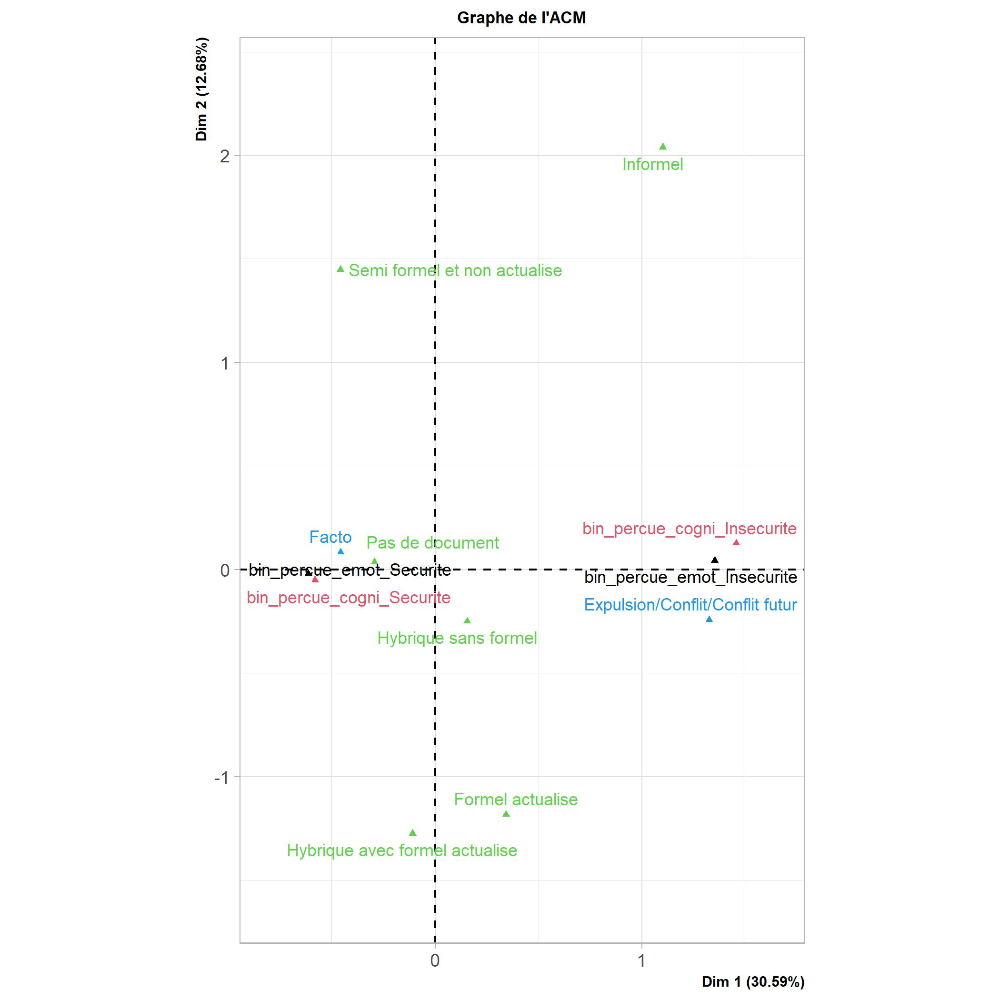 Graphe de l'ACM
Dim 2 (12.68%)
2
Informel
Semi formel et non actualise
1
bin_percue_cogni_Insecurite
Facto
Pas de document
0
bin_percue_emot_Securite
bin_percue_emot_Insecurite
bin_percue_cogni_Securite
Expulsion/Conflit/Conflit futur
Hybrique sans formel
-1
Formel actualise
Hybrique avec formel actualise
0
1
Dim 1 (30.59%)